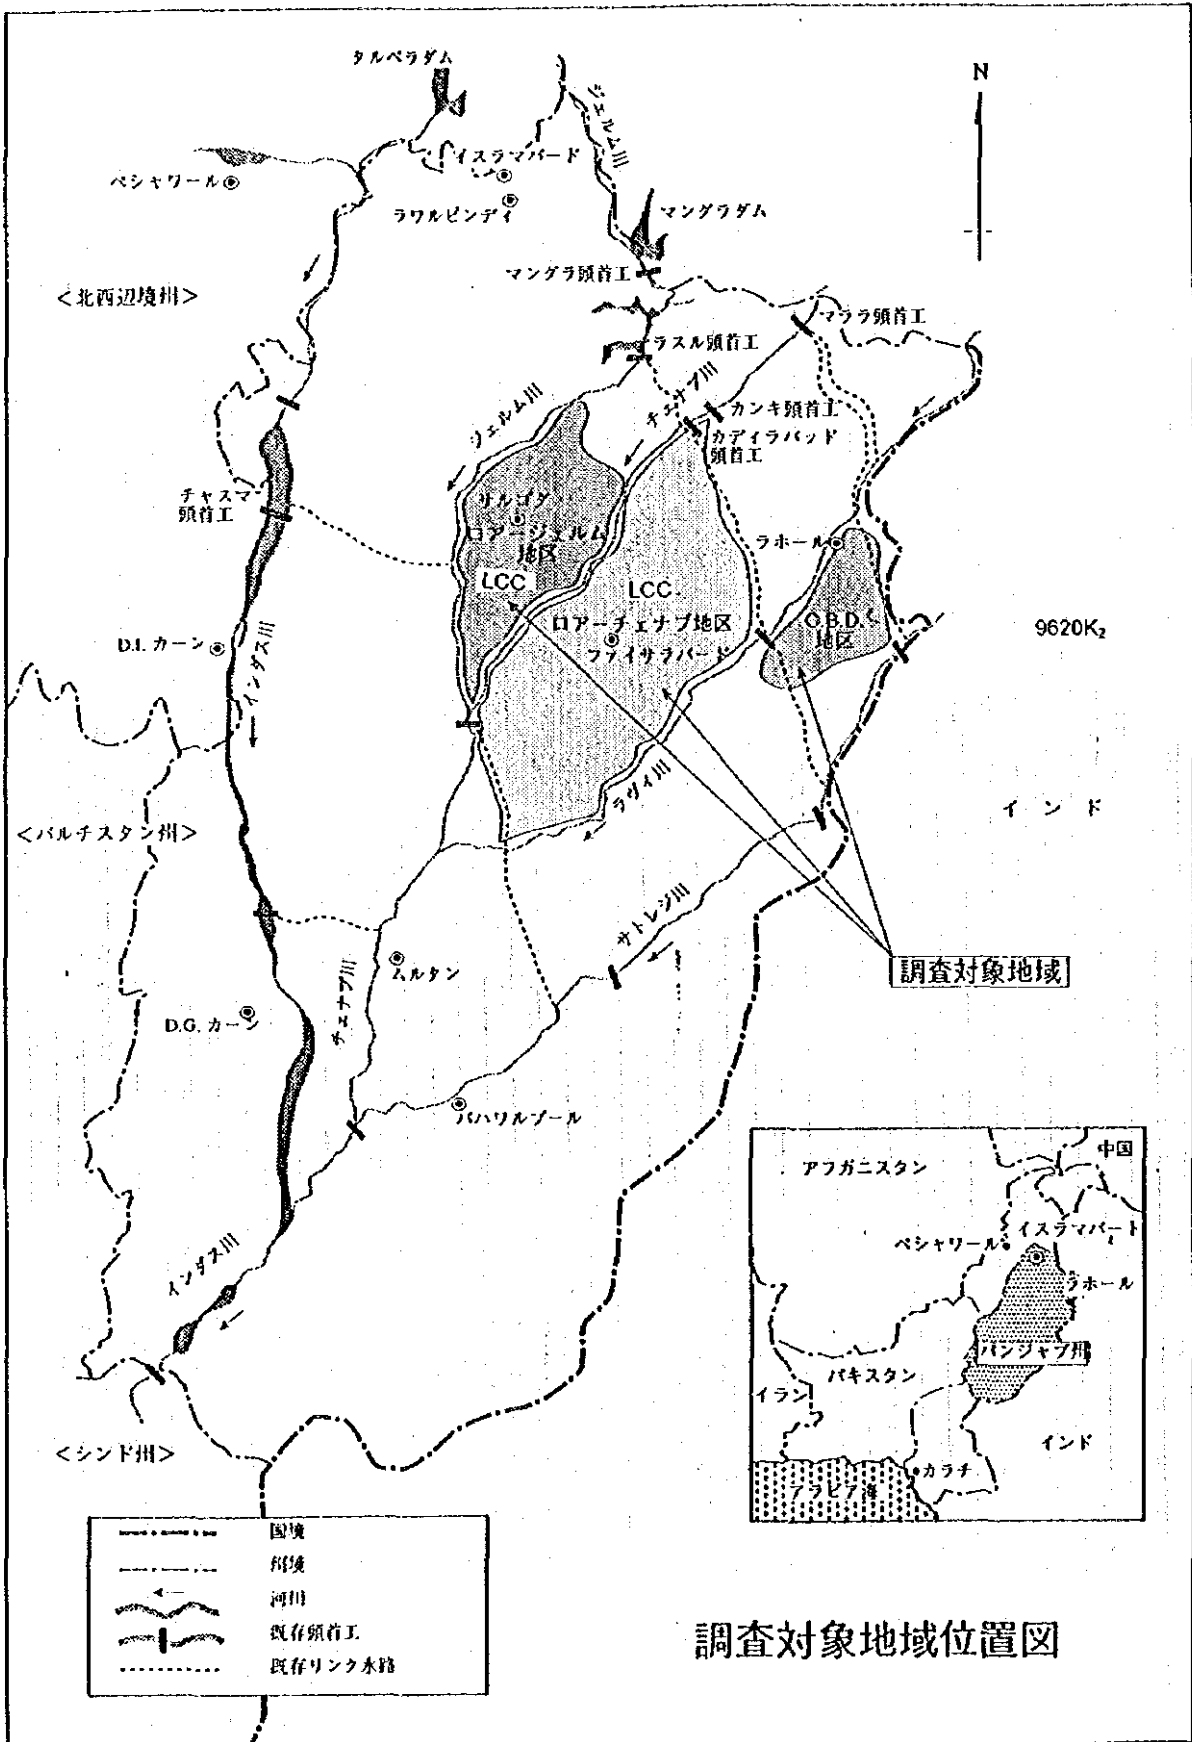 タルベラダム
N
ジェルム川
イスラマバード
ペシャワール
ラワルピンディ
マングラダム
マングラ頭首工
<北西辺境州>
マララ頭首工
ラスル頭首工
ジェルム川
チェナブ川
カンキ頭首工
カディラバッド
頭首工
チャスマ
頭首工
サルゴダ
ロアージェルム
地区
ラホール
LCC
LCC
ロアーチェナブ地区
ファイサラバード
O.B.D.C
地区
9620K₂
D.I. カーン
インダス川
ラヴィ川
インド
<バルチスタン州>
サトレジ川
調査対象地域
ムルタン
チェナブ川
D.G. カーン
バハワルプール
インダス川
<シンド州>
中国
アフガニスタン
イスラマバード
ペシャワール
ラホール
パンジャブ州
パキスタン
イラン
インド
カラチ
アラビア海
国境
州境
河川
既存頭首工
既存リンク水路
調査対象地域位置図